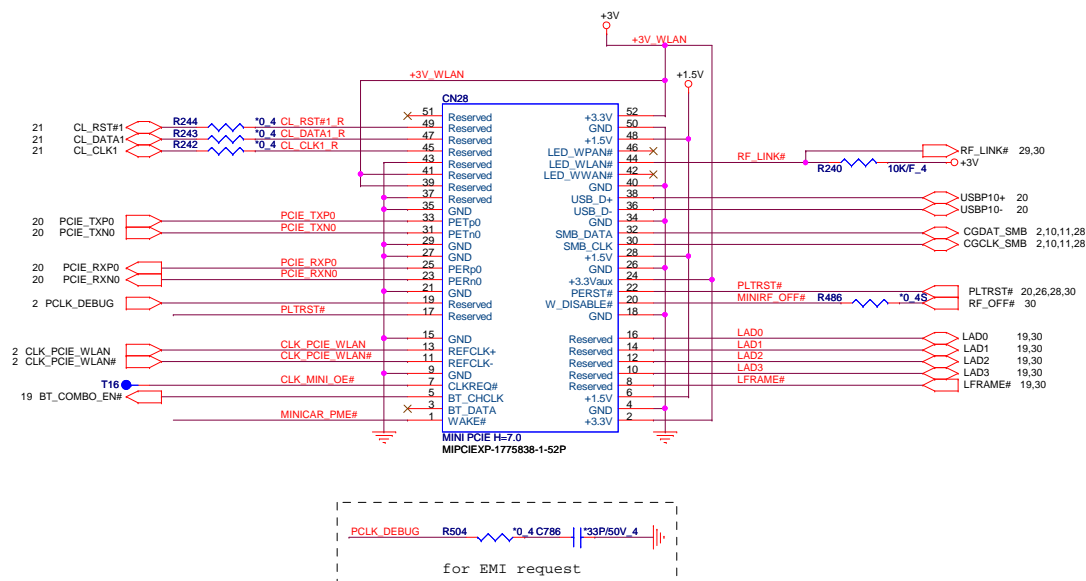 +3V
+3V_WLAN
+3V_WLAN
+1.5V
CN28
21 CL_RST#1 R244 *0_4 CL_RST#1_R
21 CL_DATA1 R243 *0_4 CL_DATA1_R
21 CL_CLK1 R242 *0_4 CL_CLK1_R
51 Reserved +3.3V 52
49 Reserved GND 50
47 Reserved +1.5V 48
45 Reserved LED_WPAN# 46
43 Reserved LED_WLAN# 44 RF_LINK# RF_LINK# 29,30
R240 10K/F_4 +3V
41 Reserved LED_WWAN# 42
39 Reserved GND 40
37 Reserved USB_D+ 38 USBP10+ 20
35 GND USB_D- 36 USBP10- 20
20 PCIE_TXP0 PCIE_TXP0 33 PETp0 GND 34
20 PCIE_TXN0 PCIE_TXN0 31 PETn0 SMB_DATA 32 CGDAT_SMB 2,10,11,28
29 GND SMB_CLK 30 CGCLK_SMB 2,10,11,28
27 GND +1.5V 28
20 PCIE_RXP0 PCIE_RXP0 25 PERp0 GND 26
20 PCIE_RXN0 PCIE_RXN0 23 PERn0 +3.3Vaux 24
21 GND PERST# 22 PLTRST# PLTRST# 20,26,28,30
2 PCLK_DEBUG 19 Reserved W_DISABLE# 20 MINIRF_OFF# R486 *0_4S RF_OFF# 30
PLTRST# 17 Reserved GND 18
15 GND Reserved 16 LAD0 LAD0 19,30
2 CLK_PCIE_WLAN CLK_PCIE_WLAN 13 REFCLK+ Reserved 14 LAD1 LAD1 19,30
2 CLK_PCIE_WLAN# CLK_PCIE_WLAN# 11 REFCLK- Reserved 12 LAD2 LAD2 19,30
9 GND Reserved 10 LAD3 LAD3 19,30
T16 CLK_MINI_OE# 7 CLKREQ# Reserved 8 LFRAME# LFRAME# 19,30
19 BT_COMBO_EN# 5 BT_CHCLK +1.5V 6
3 BT_DATA GND 4
MINICAR_PME# 1 WAKE# +3.3V 2
MINI PCIE H=7.0
MIPCIEXP-1775838-1-52P
PCLK_DEBUG R504 *0_4 C786 *33P/50V_4
for EMI request